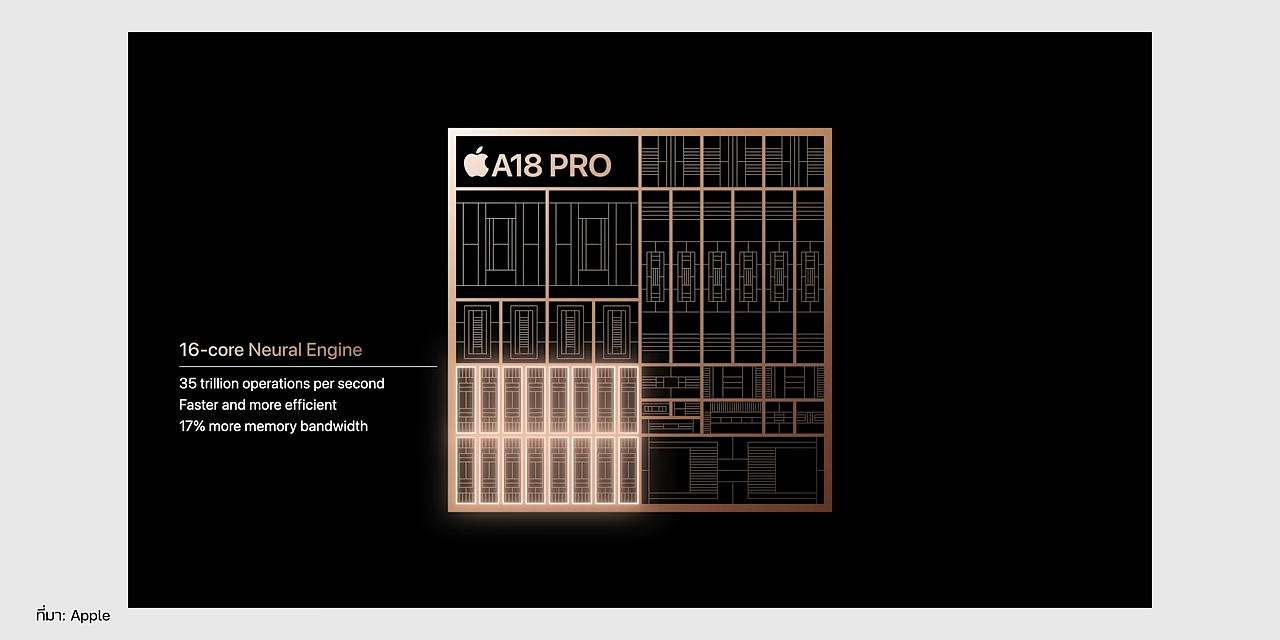 A18 PRO
16-core Neural Engine
35 trillion operations per second
Faster and more efficient
17% more memory bandwidth
ที่มา: Apple